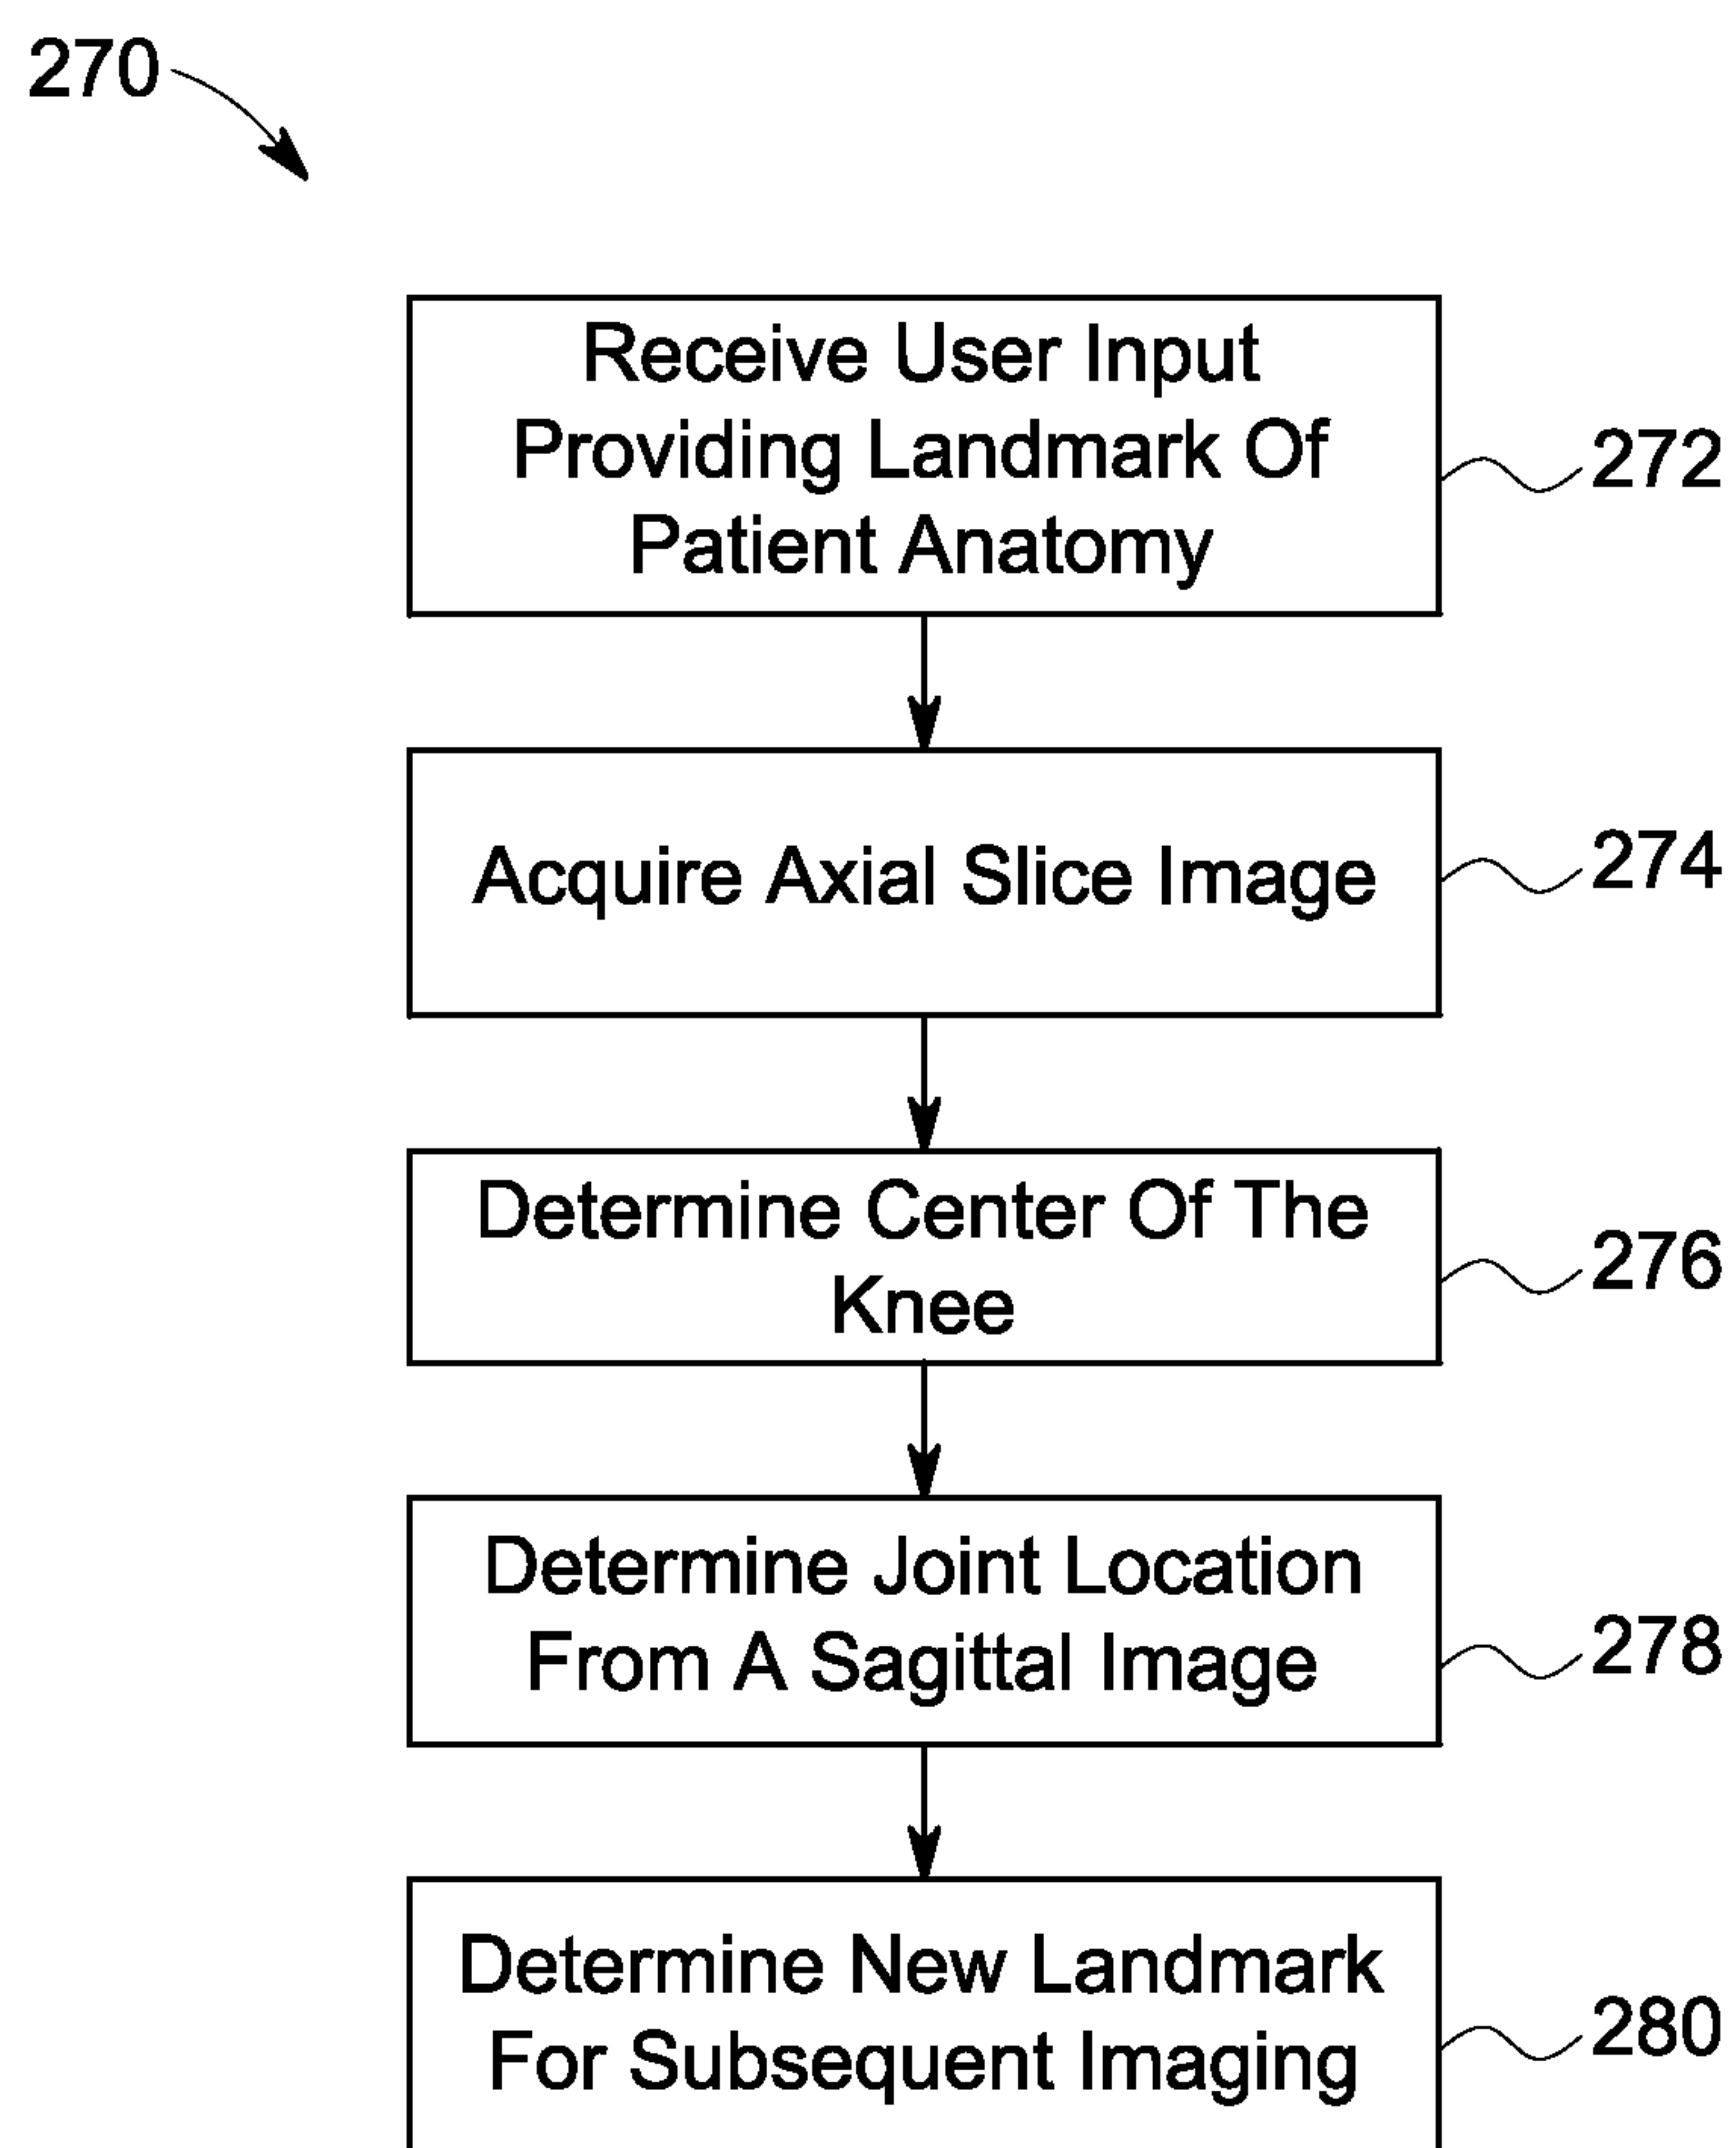 270
Receive User Input
Providing Landmark Of
Patient Anatomy
272
Acquire Axial Slice Image
274
Determine Center Of The
Knee
276
Determine Joint Location
From A Sagittal Image
278
Determine New Landmark
For Subsequent Imaging
280